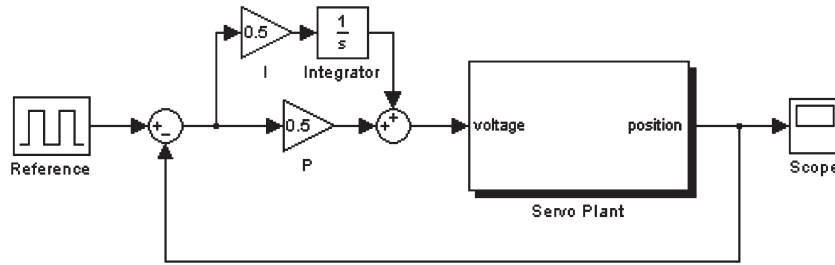 0.5
1
s
I
Integrator
Reference
+
−
0.5
P
+
+
voltage
position
Servo Plant
Scope